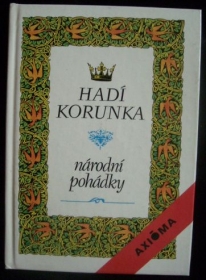 HADÍ
KORUNKA
národní
pohádky
AXIÓMA